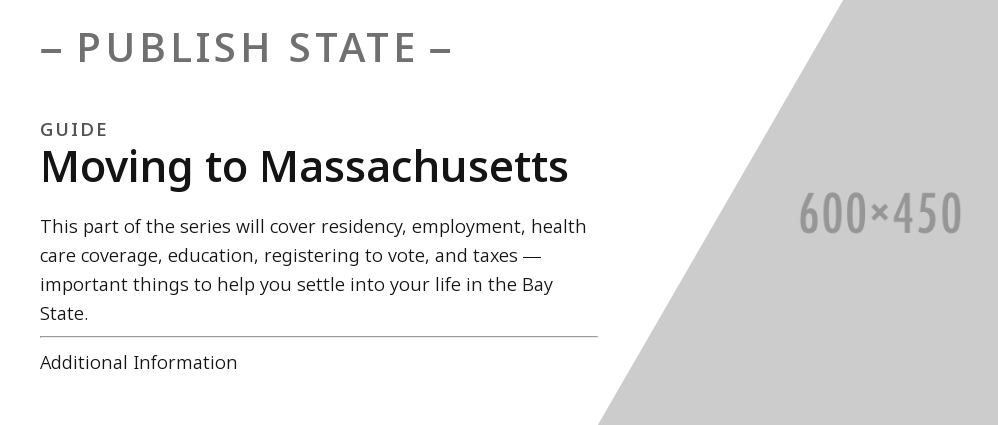 – PUBLISH STATE –
GUIDE
Moving to Massachusetts
This part of the series will cover residency, employment, health
care coverage, education, registering to vote, and taxes —
important things to help you settle into your life in the Bay
State.
Additional Information
600×450